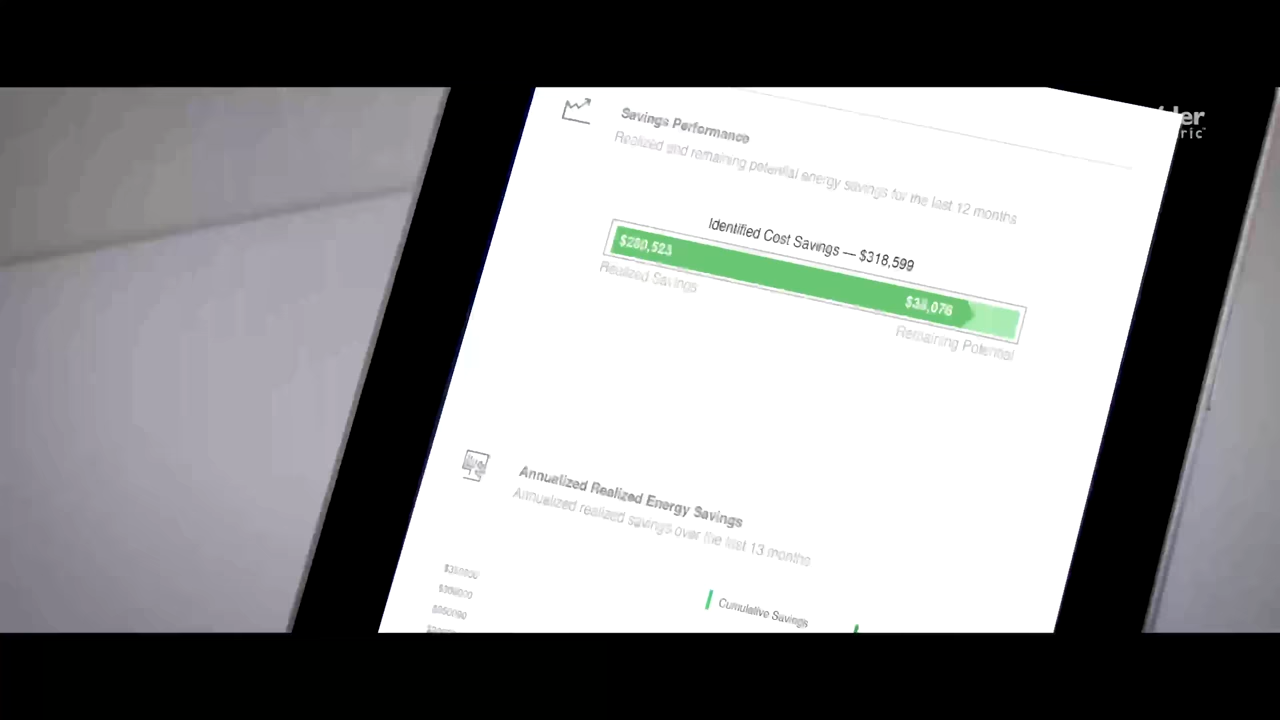 Savings Performance
Realized and remaining potential energy savings for the last 12 months
Identified Cost Savings — $318,599
$280,523
$38,076
Realized Savings
Remaining Potential
Annualized Realized Energy Savings
Annualized realized savings over the last 13 months
Cumulative Savings